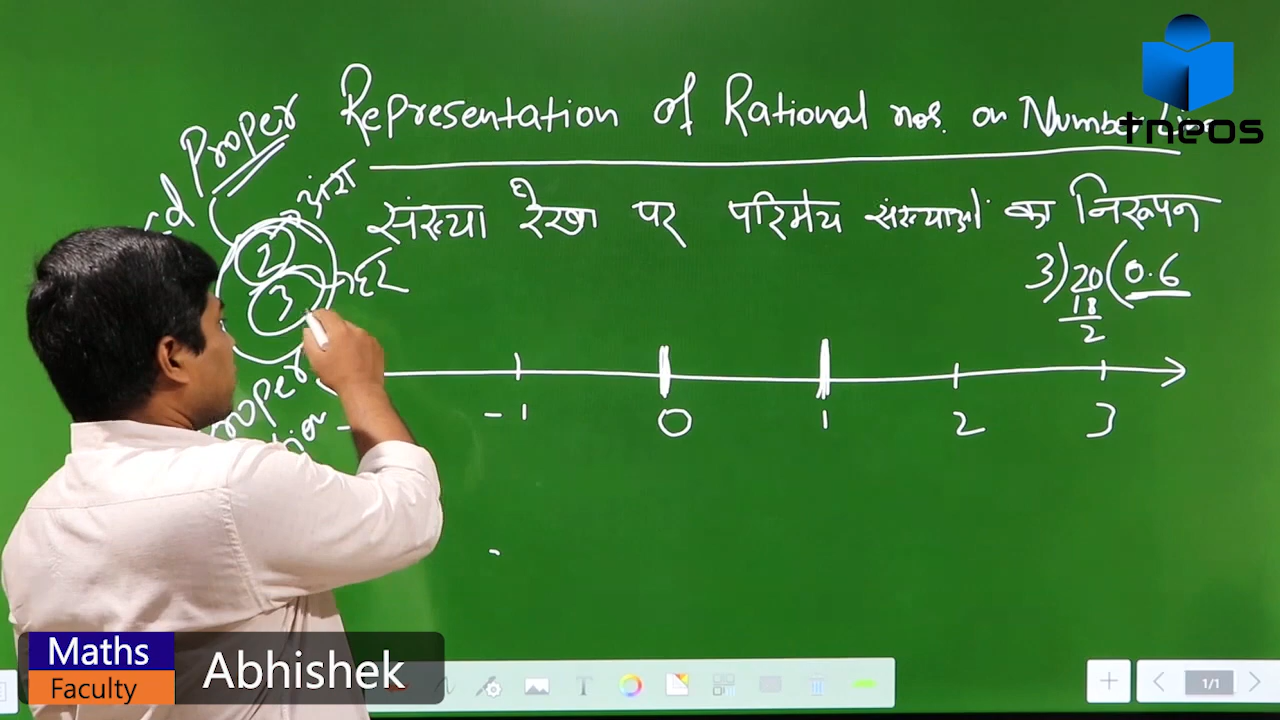 Representation of Rational nos. on Number Line
tneos
Proper
अंश
संख्या रेखा पर परिमेय संख्याओं का निरूपन
2
3
हर
3)20(0.6
18
2
-1 0 1 2 3
Maths
Faculty
Abhishek
1/1